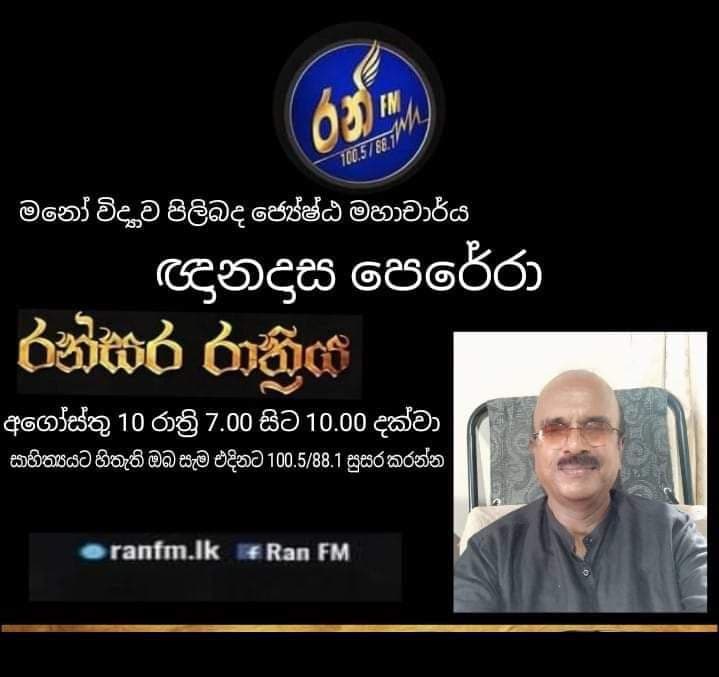 රන් FM
100.5 / 88.1
මනෝ විද්‍යාව පිලිබද ජ්‍යේෂ්ඨ මහාචාර්ය
ඥානදාස පෙරේරා
රන්සර රාත්‍රිය
අගෝස්තු 10 රාත්‍රි 7.00 සිට 10.00 දක්වා
සාහිත්‍යයට හිතැති ඔබ සැම එදිනට 100.5/88.1 සුසර කරන්න
ranfm.lk f Ran FM